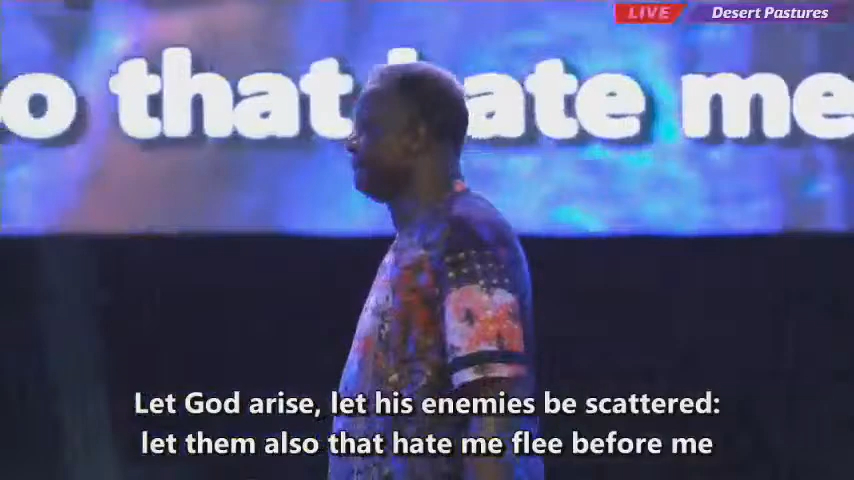 LIVE Desert Pastures
o that hate me
Let God arise, let his enemies be scattered:
let them also that hate me flee before me